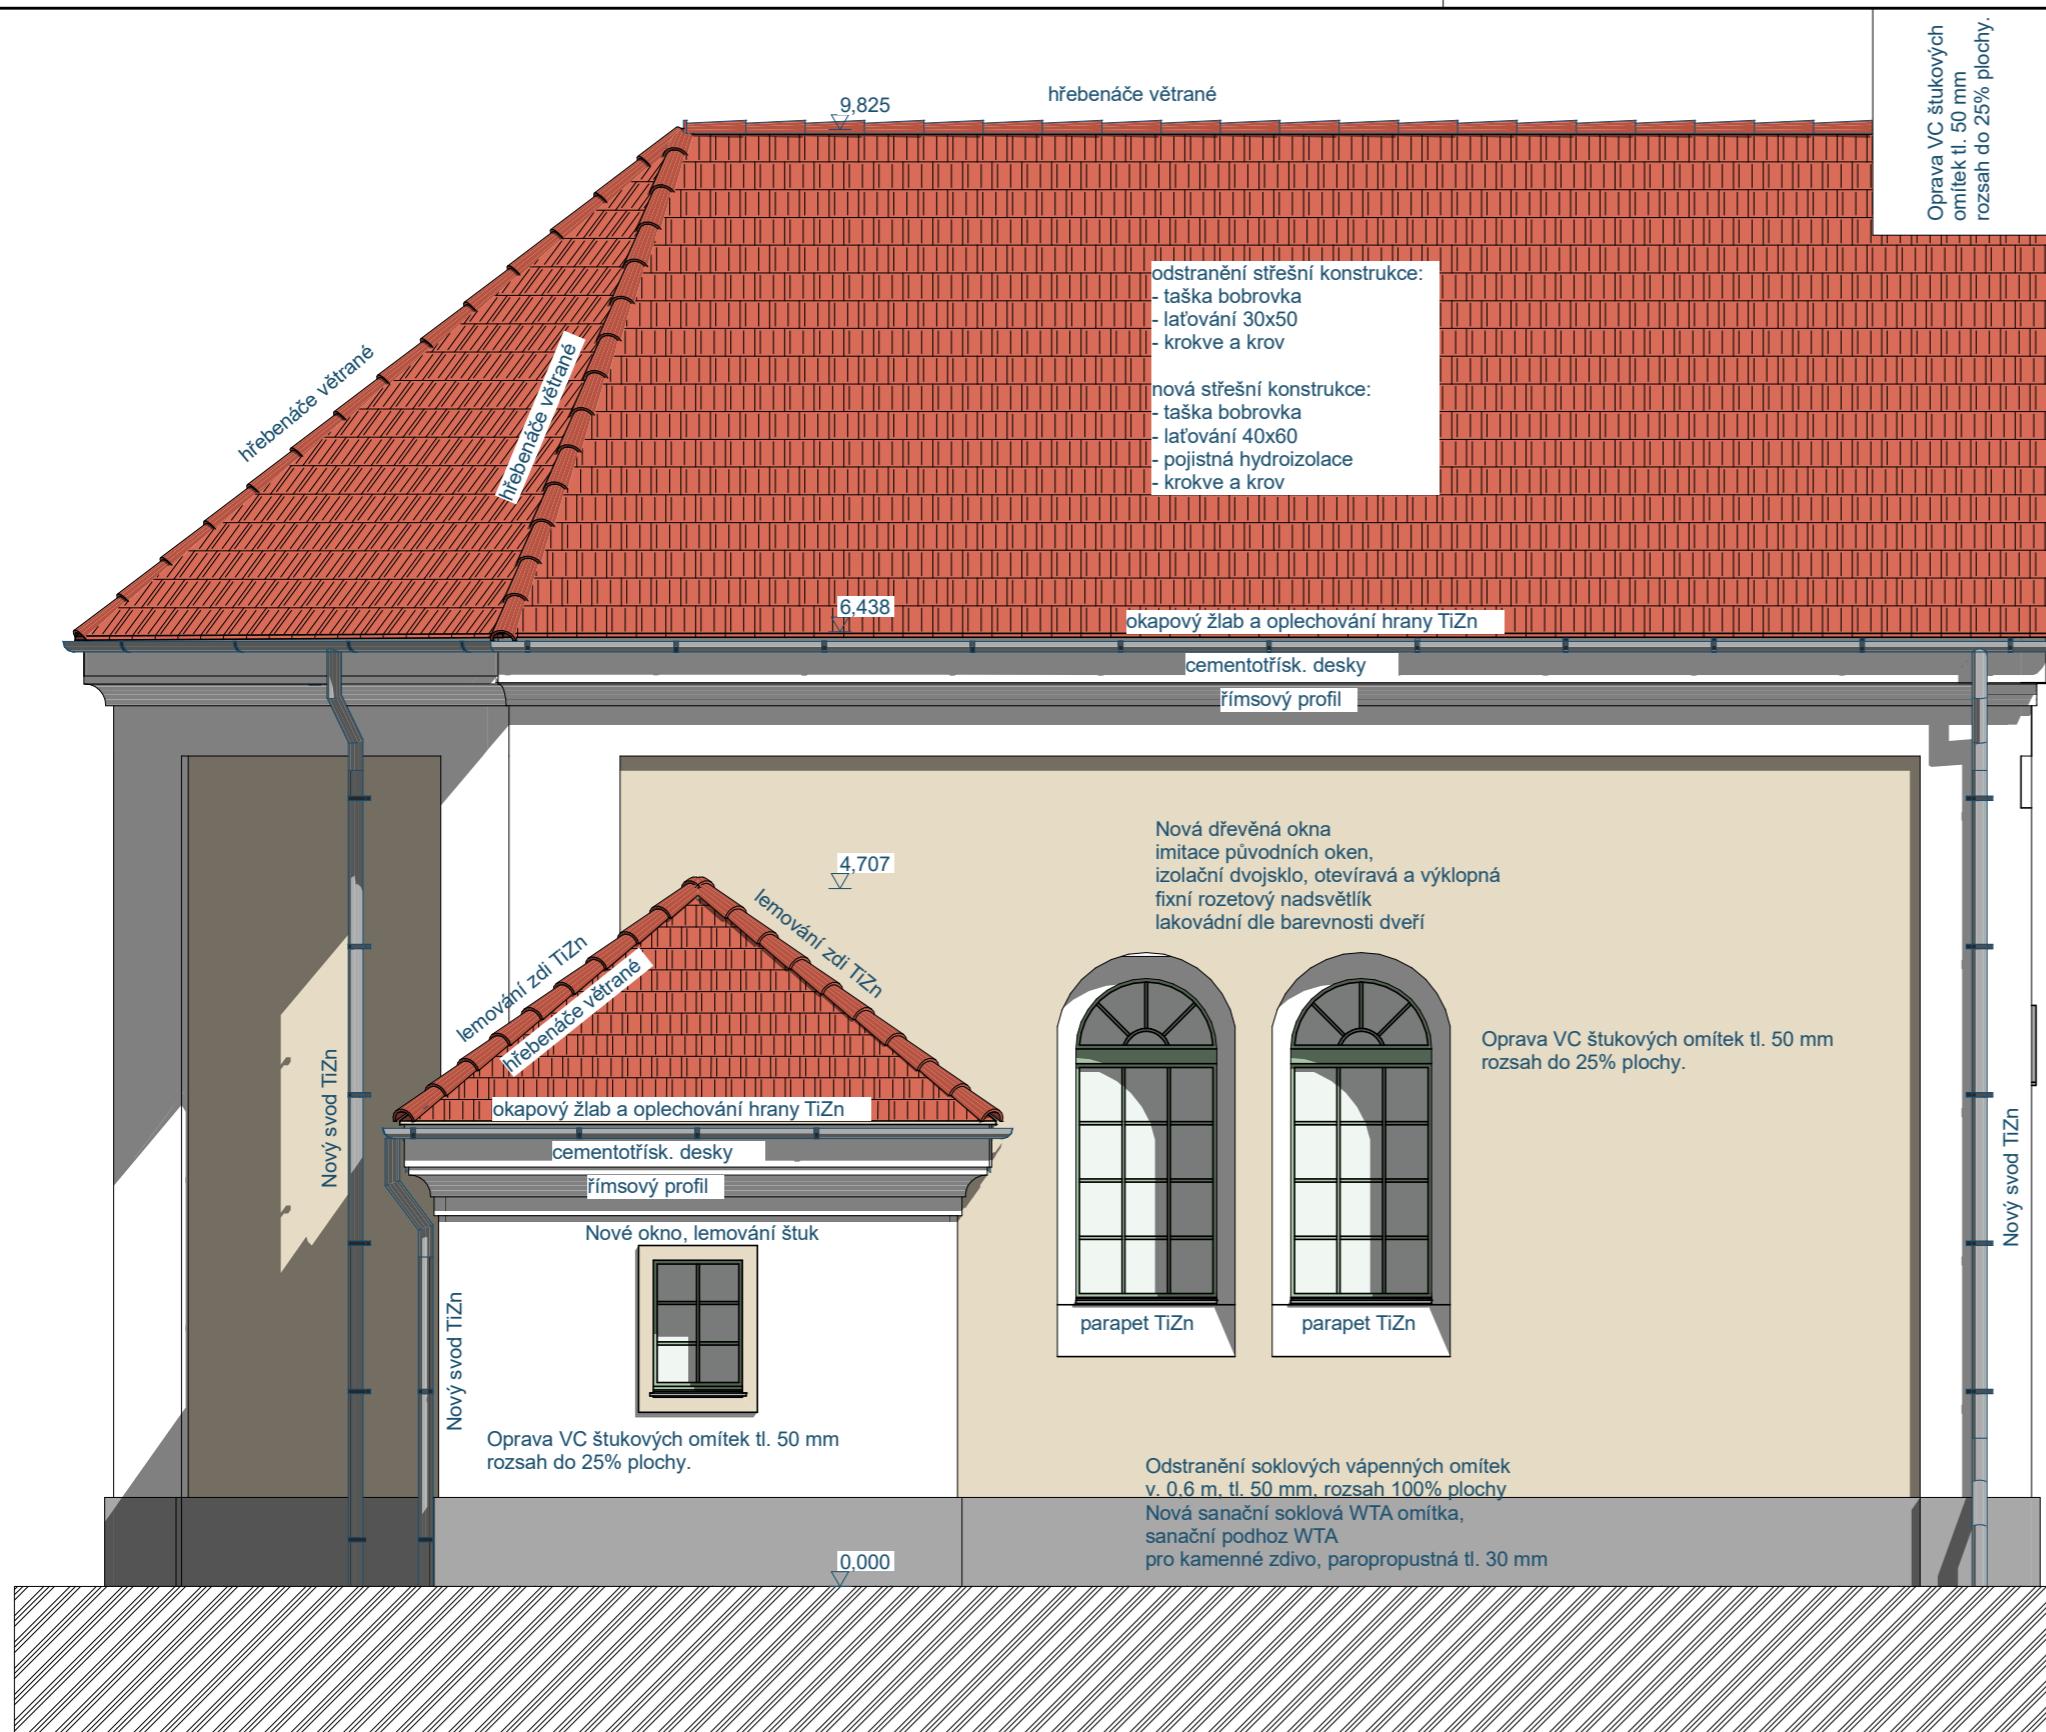 Oprava VC štukových
omítek tl. 50 mm
rozsah do 25% plochy.
hřebenáče větrané
9,825
odstranění střešní konstrukce:
- taška bobrovka
- laťování 30x50
- krokve a krov
nová střešní konstrukce:
- taška bobrovka
- laťování 40x60
- pojistná hydroizolace
- krokve a krov
hřebenáče větrané
hřebenáče větrané
6,438
okapový žlab a oplechování hrany TiZn
cementotřísk. desky
římsový profil
Nová dřevěná okna
imitace původních oken,
izolační dvojsklo, otevíravá a výklopná
fixní rozetový nadsvětlík
lakovádní dle barevnosti dveří
4,707
lemování zdi TiZn
lemování zdi TiZn
hřebenáče větrané
Oprava VC štukových omítek tl. 50 mm
rozsah do 25% plochy.
Nový svod TiZn
okapový žlab a oplechování hrany TiZn
cementotřísk. desky
římsový profil
Nový svod TiZn
Nové okno, lemování štuk
parapet TiZn
parapet TiZn
Nový svod TiZn
Oprava VC štukových omítek tl. 50 mm
rozsah do 25% plochy.
Odstranění soklových vápenných omítek
v. 0,6 m, tl. 50 mm, rozsah 100% plochy
Nová sanační soklová WTA omítka,
sanační podhoz WTA
pro kamenné zdivo, paropropustná tl. 30 mm
0,000